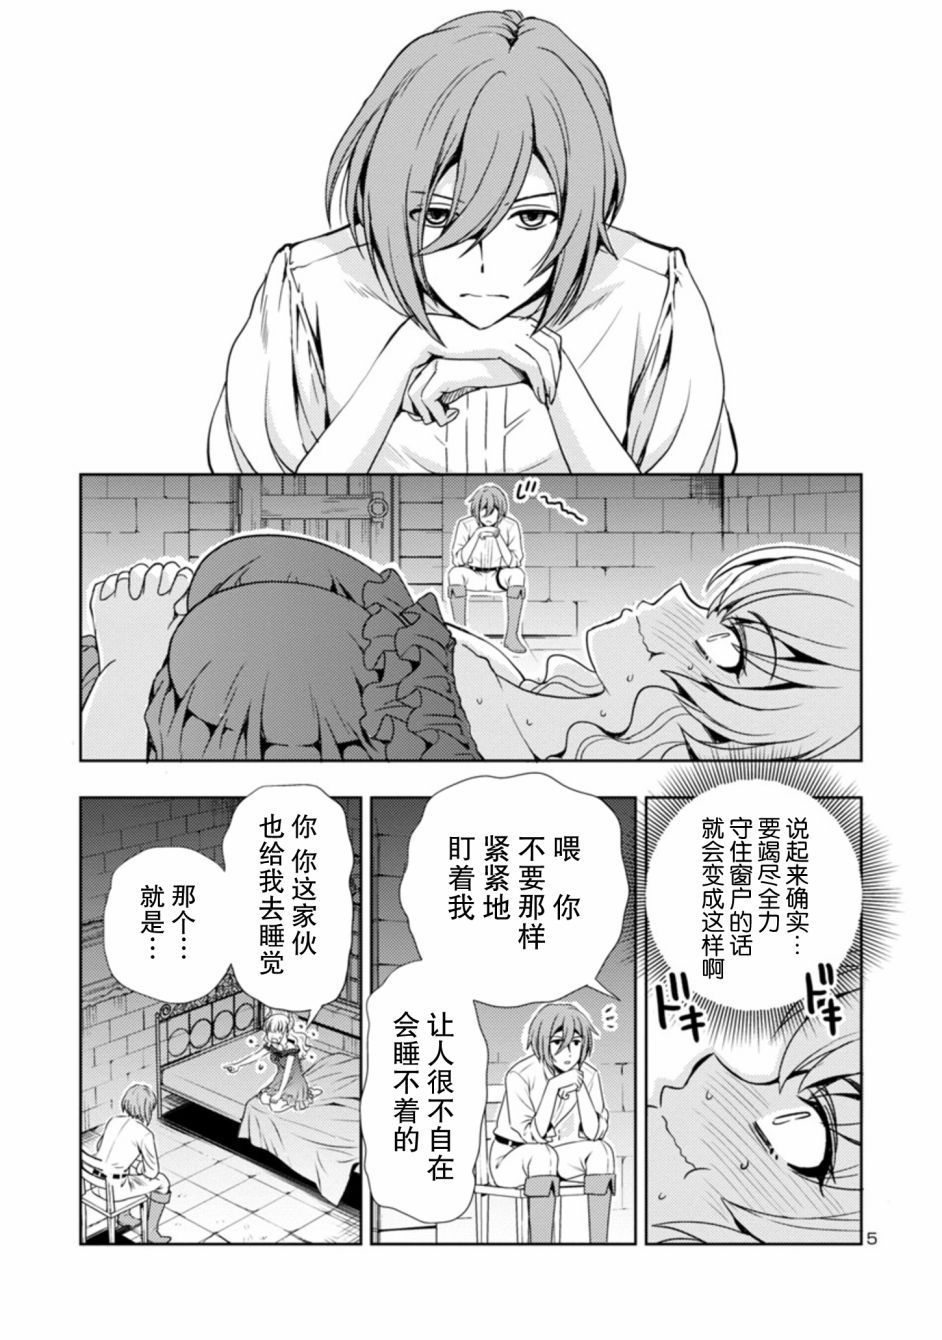 じ〜〜
说起来确实…
要竭尽全力
守住窗户的话
就会变成这样啊
ドキ
ドキ
喂 你
不要那样
紧紧地
盯着我
让人很不自在
会睡不着的
你 你这家伙
也给我去睡觉
那个…
就是…
5